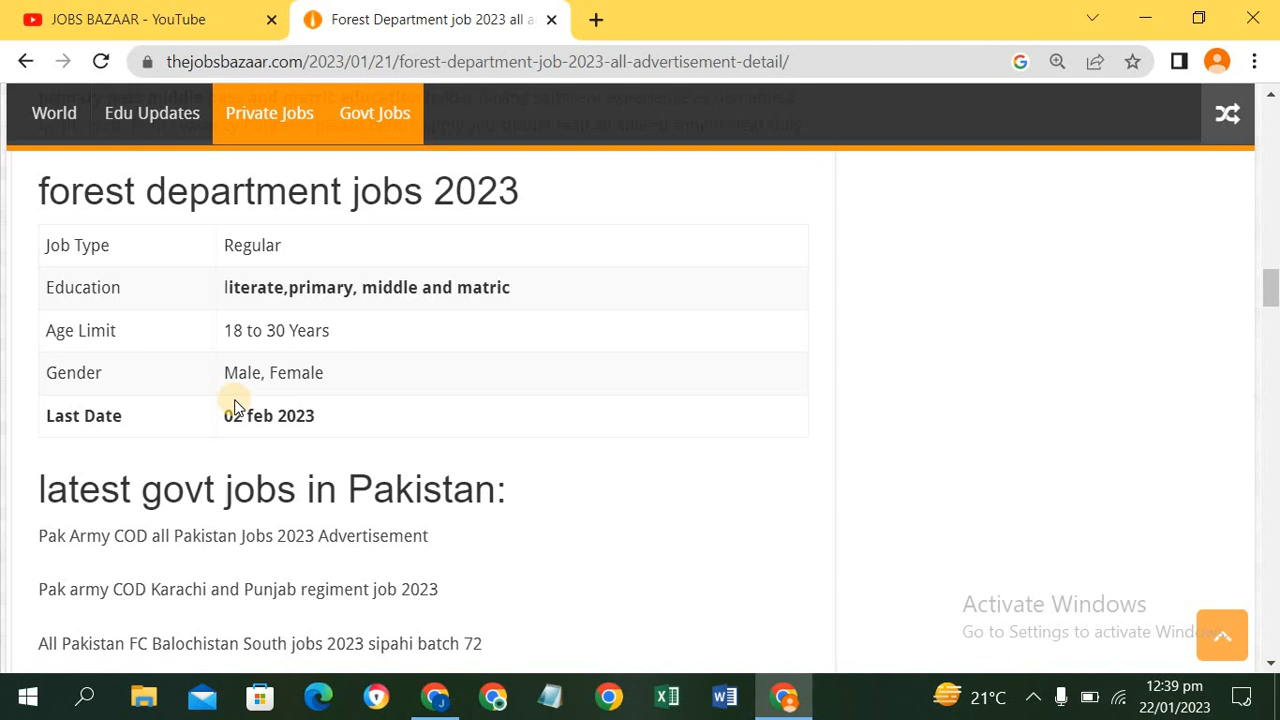 JOBS BAZAAR - YouTube
Forest Department job 2023 all a
thejobsbazaar.com/2023/01/21/forest-department-job-2023-all-advertisement-detail/
World Edu Updates Private Jobs Govt Jobs
forest department jobs 2023
Job Type Regular
Education literate,primary, middle and matric
Age Limit 18 to 30 Years
Gender Male, Female
Last Date 02 feb 2023
latest govt jobs in Pakistan:
Pak Army COD all Pakistan Jobs 2023 Advertisement
Pak army COD Karachi and Punjab regiment job 2023
All Pakistan FC Balochistan South jobs 2023 sipahi batch 72
Activate Windows
Go to Settings to activate Windows
21°C
12:39 pm
22/01/2023